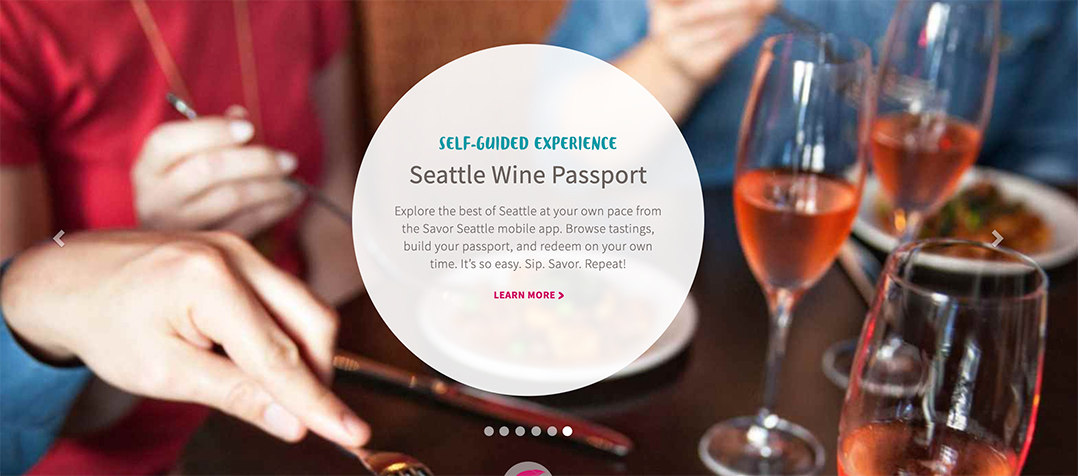 SELF-GUIDED EXPERIENCE
Seattle Wine Passport
Explore the best of Seattle at your own pace from
the Savor Seattle mobile app. Browse tastings,
build your passport, and redeem on your own
time. It's so easy. Sip. Savor. Repeat!
LEARN MORE >